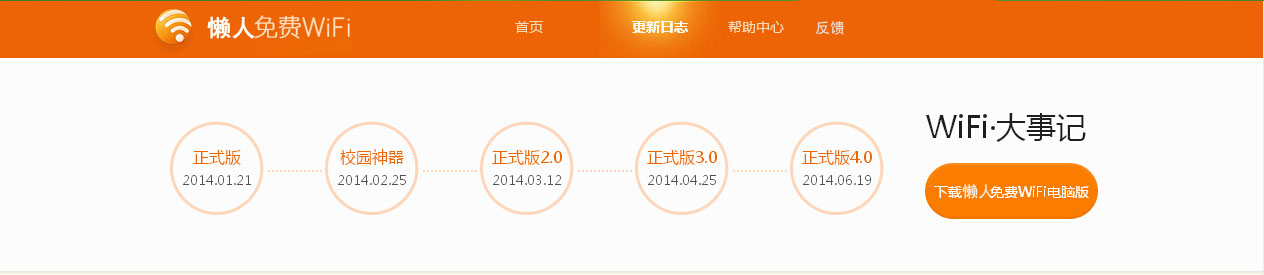 懒人免费WiFi
首页 更新日志 帮助中心 反馈
WiFi·大事记
正式版 校园神器 正式版2.0 正式版3.0 正式版4.0
2014.01.21 2014.02.25 2014.03.12 2014.04.25 2014.06.19
下载懒人免费WiFi电脑版